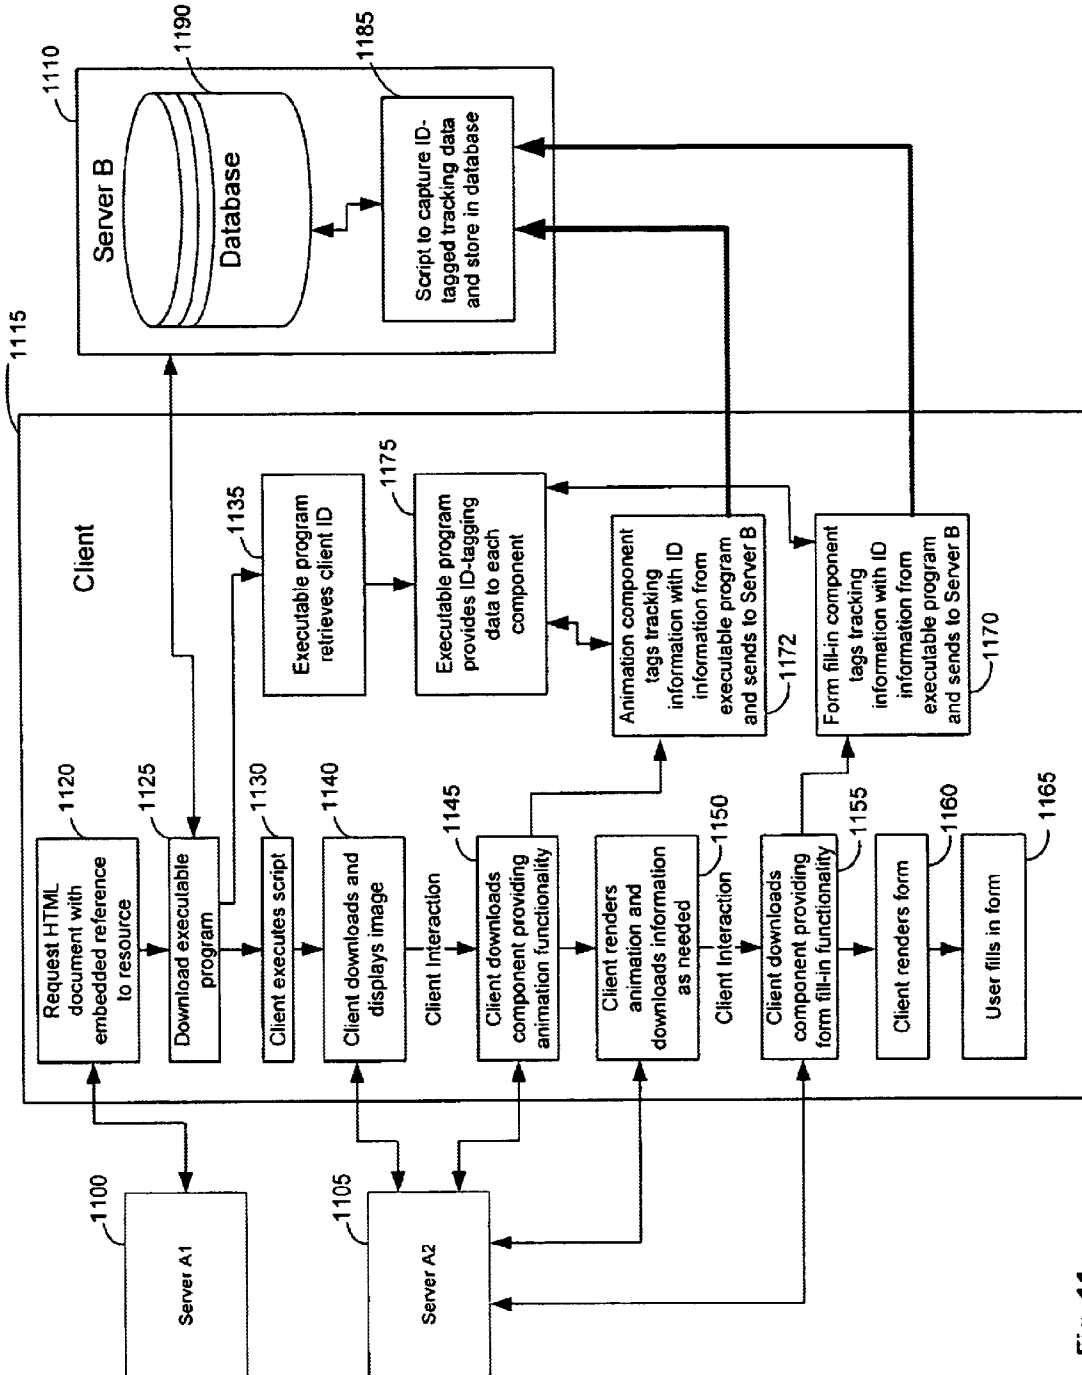 1115
1110
Server B
1190
Database
1185
Script to capture ID-
tagged tracking data
and store in database
Client
1135
Executable program
retrieves client ID
1175
Executable program
provides ID-tagging
data to each
component
Animation component
tags tracking
information with ID
information from
executable program
and sends to Server B
1172
Form fill-in component
tags tracking
information with ID
information from
executable program
and sends to Server B
1170
1120
Request HTML
document with
embedded reference
to resource
1125
Download executable
program
1130
Client executes script
1140
Client downloads and
displays image
Client Interaction
1145
Client downloads
component providing
animation functionality
1150
Client renders
animation and
downloads information
as needed
Client Interaction
1155
Client downloads
component providing
form fill-in functionality
1160
Client renders form
1165
User fills in form
1100
Server A1
1105
Server A2